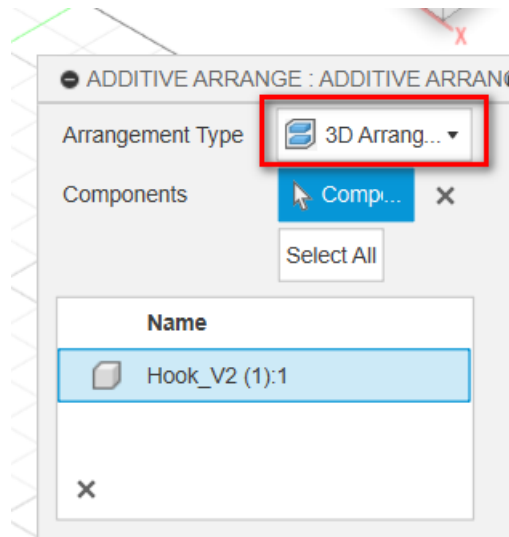 X
ADDITIVE ARRANGE : ADDITIVE ARRAN
Arrangement Type 3D Arrang...
Components Comp...
Select All
Name
Hook_V2 (1):1